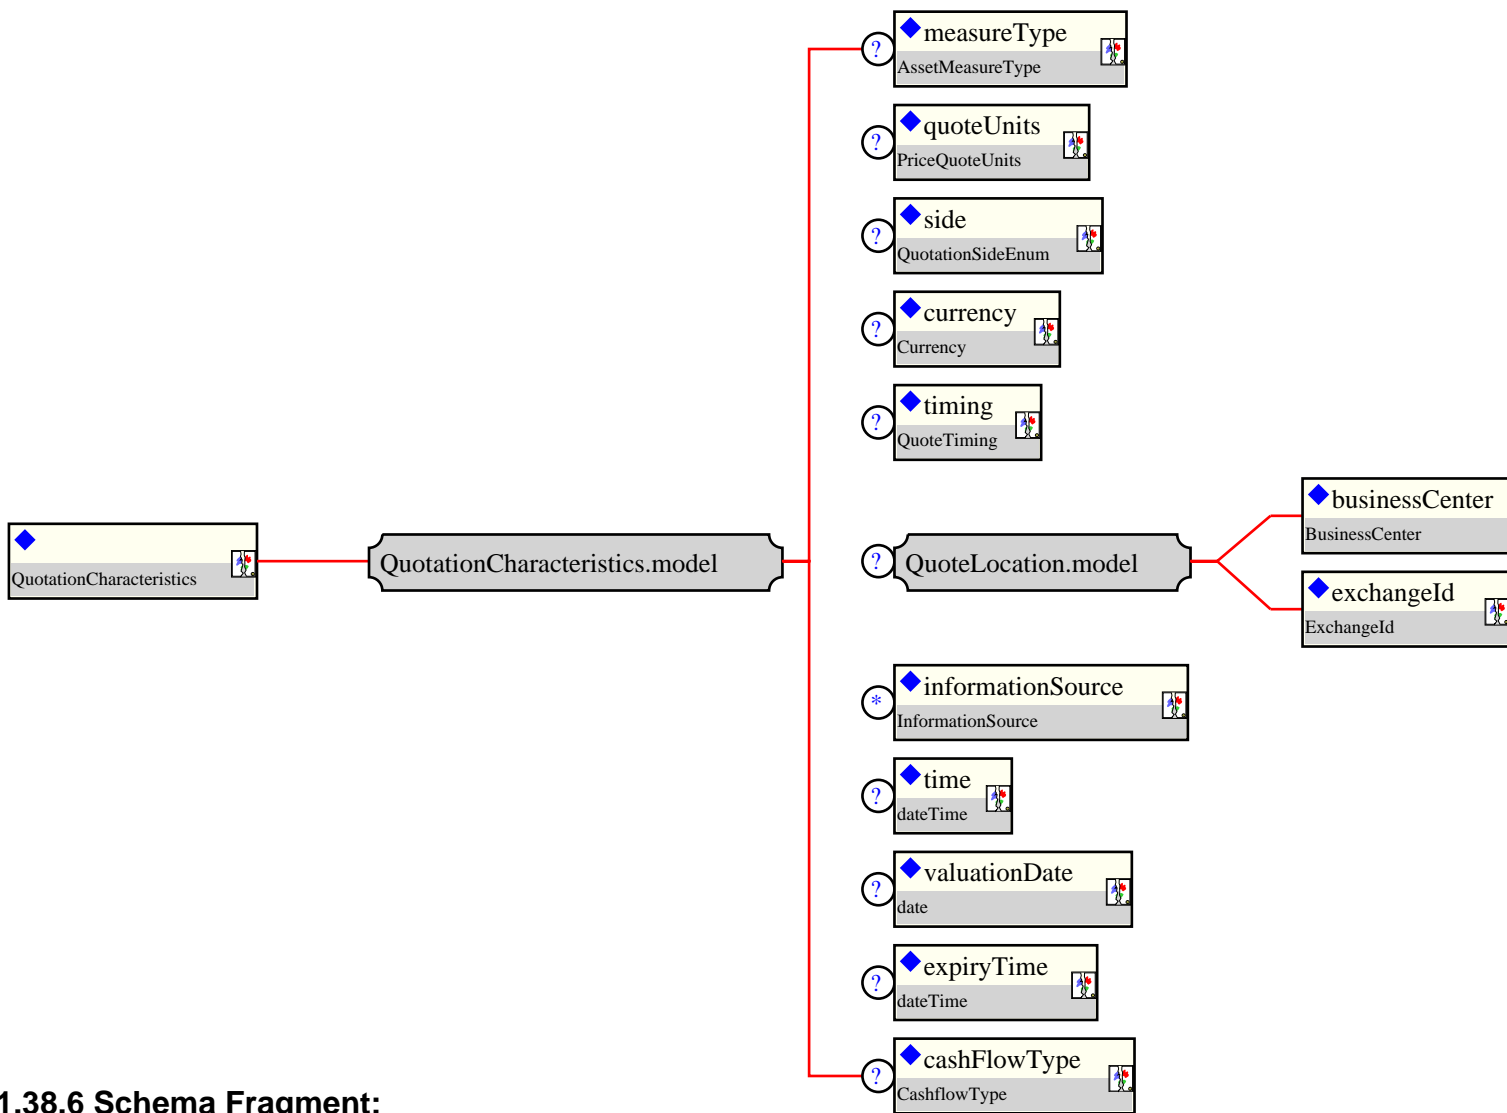 ? measureType
AssetMeasureType
? quoteUnits
PriceQuoteUnits
? side
QuotationSideEnum
? currency
Currency
? timing
QuoteTiming
QuotationCharacteristics
QuotationCharacteristics.model
? QuoteLocation.model
businessCenter
BusinessCenter
exchangeId
ExchangeId
* informationSource
InformationSource
? time
dateTime
? valuationDate
date
? expiryTime
dateTime
? cashFlowType
CashflowType
1.38.6 Schema Fragment: